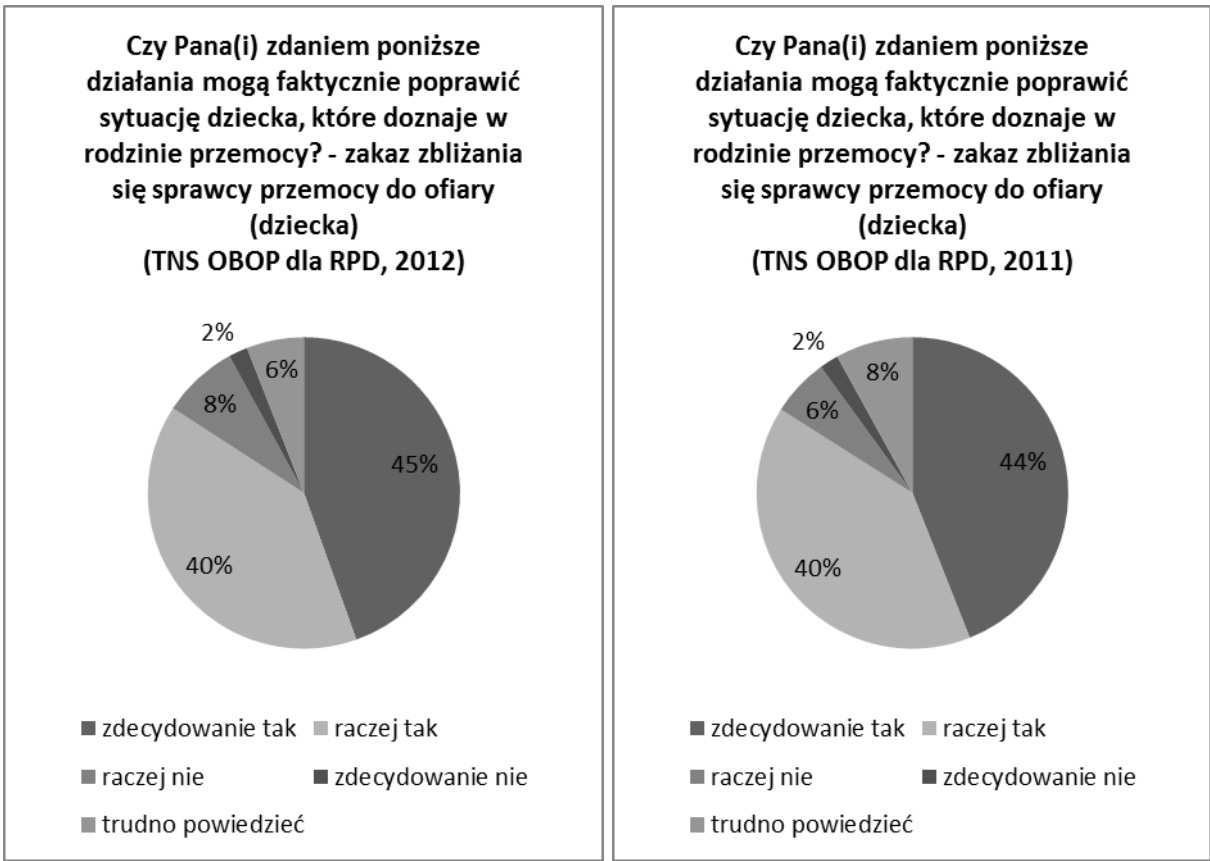 Czy Pana(i) zdaniem poniższe
działania mogą faktycznie poprawić
sytuację dziecka, które doznaje w
rodzinie przemocy? - zakaz zbliżania
się sprawcy przemocy do ofiary
(dziecka)
(TNS OBOP dla RPD, 2012)
2%
6%
8%
45%
40%
zdecydowanie tak
raczej tak
raczej nie
zdecydowanie nie
trudno powiedzieć
Czy Pana(i) zdaniem poniższe
działania mogą faktycznie poprawić
sytuację dziecka, które doznaje w
rodzinie przemocy? - zakaz zbliżania
się sprawcy przemocy do ofiary
(dziecka)
(TNS OBOP dla RPD, 2011)
2%
8%
6%
44%
40%
zdecydowanie tak
raczej tak
raczej nie
zdecydowanie nie
trudno powiedzieć